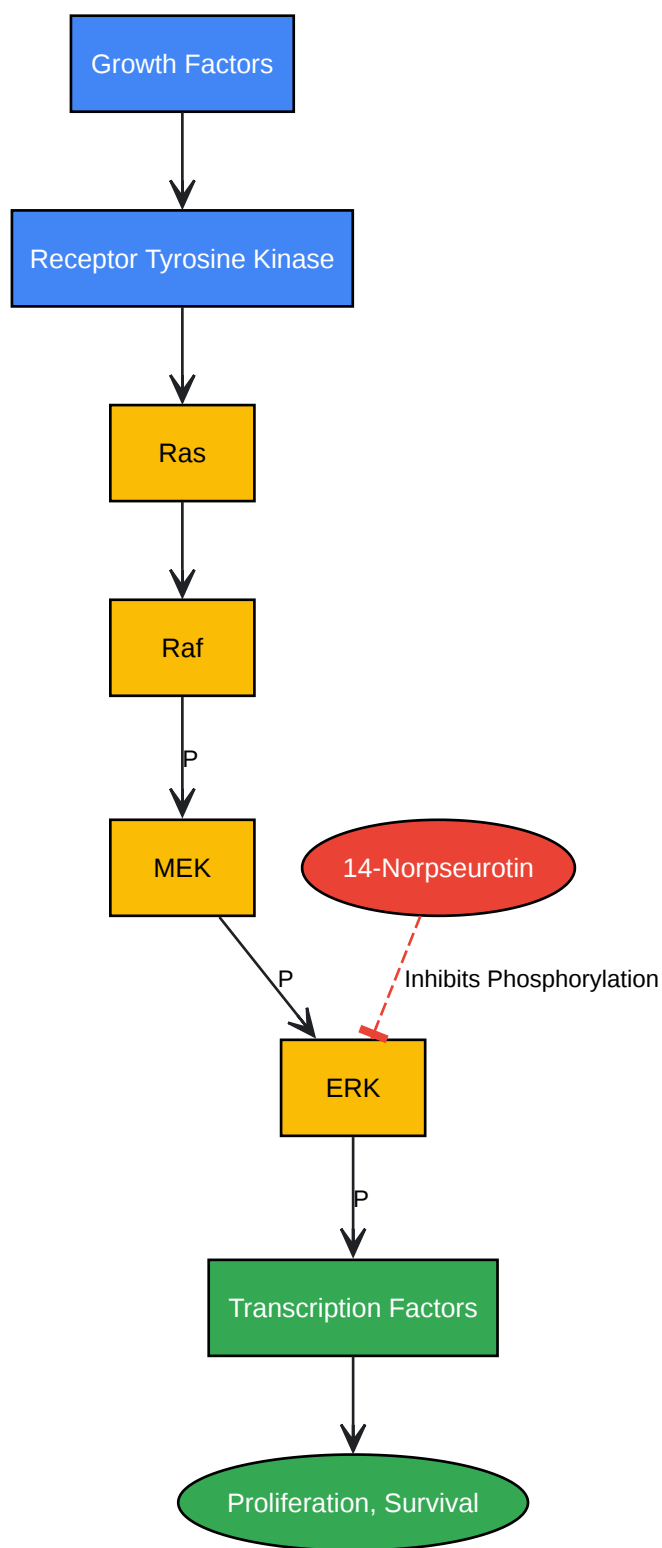 Growth Factors
Receptor Tyrosine Kinase
Ras
Raf
P
MEK
14-Norpseurotin
P
Inhibits Phosphorylation
ERK
P
Transcription Factors
Proliferation, Survival